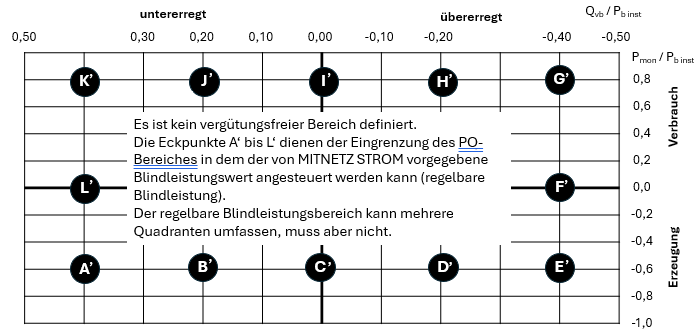 untererregt
übererregt
Qvb / Pb inst
0,50
0,30
0,20
0,10
0,00
-0,10
-0,20
-0,40
-0,50
Pmon / Pb inst
K’
J’
I’
H’
G’
0,8
0,6
Verbrauch
Es ist kein vergütungsfreier Bereich definiert.
Die Eckpunkte A‘ bis L‘ dienen der Eingrenzung des PO-
Bereiches in dem der von MITNETZ STROM vorgegebene
Blindleistungswert angesteuert werden kann (regelbare
Blindleistung).
Der regelbare Blindleistungsbereich kann mehrere
Quadranten umfassen, muss aber nicht.
0,4
0,2
L’
F’
0,0
-0,2
-0,4
Erzeugung
A’
B’
C’
D’
E’
-0,6
-0,8
-1,0